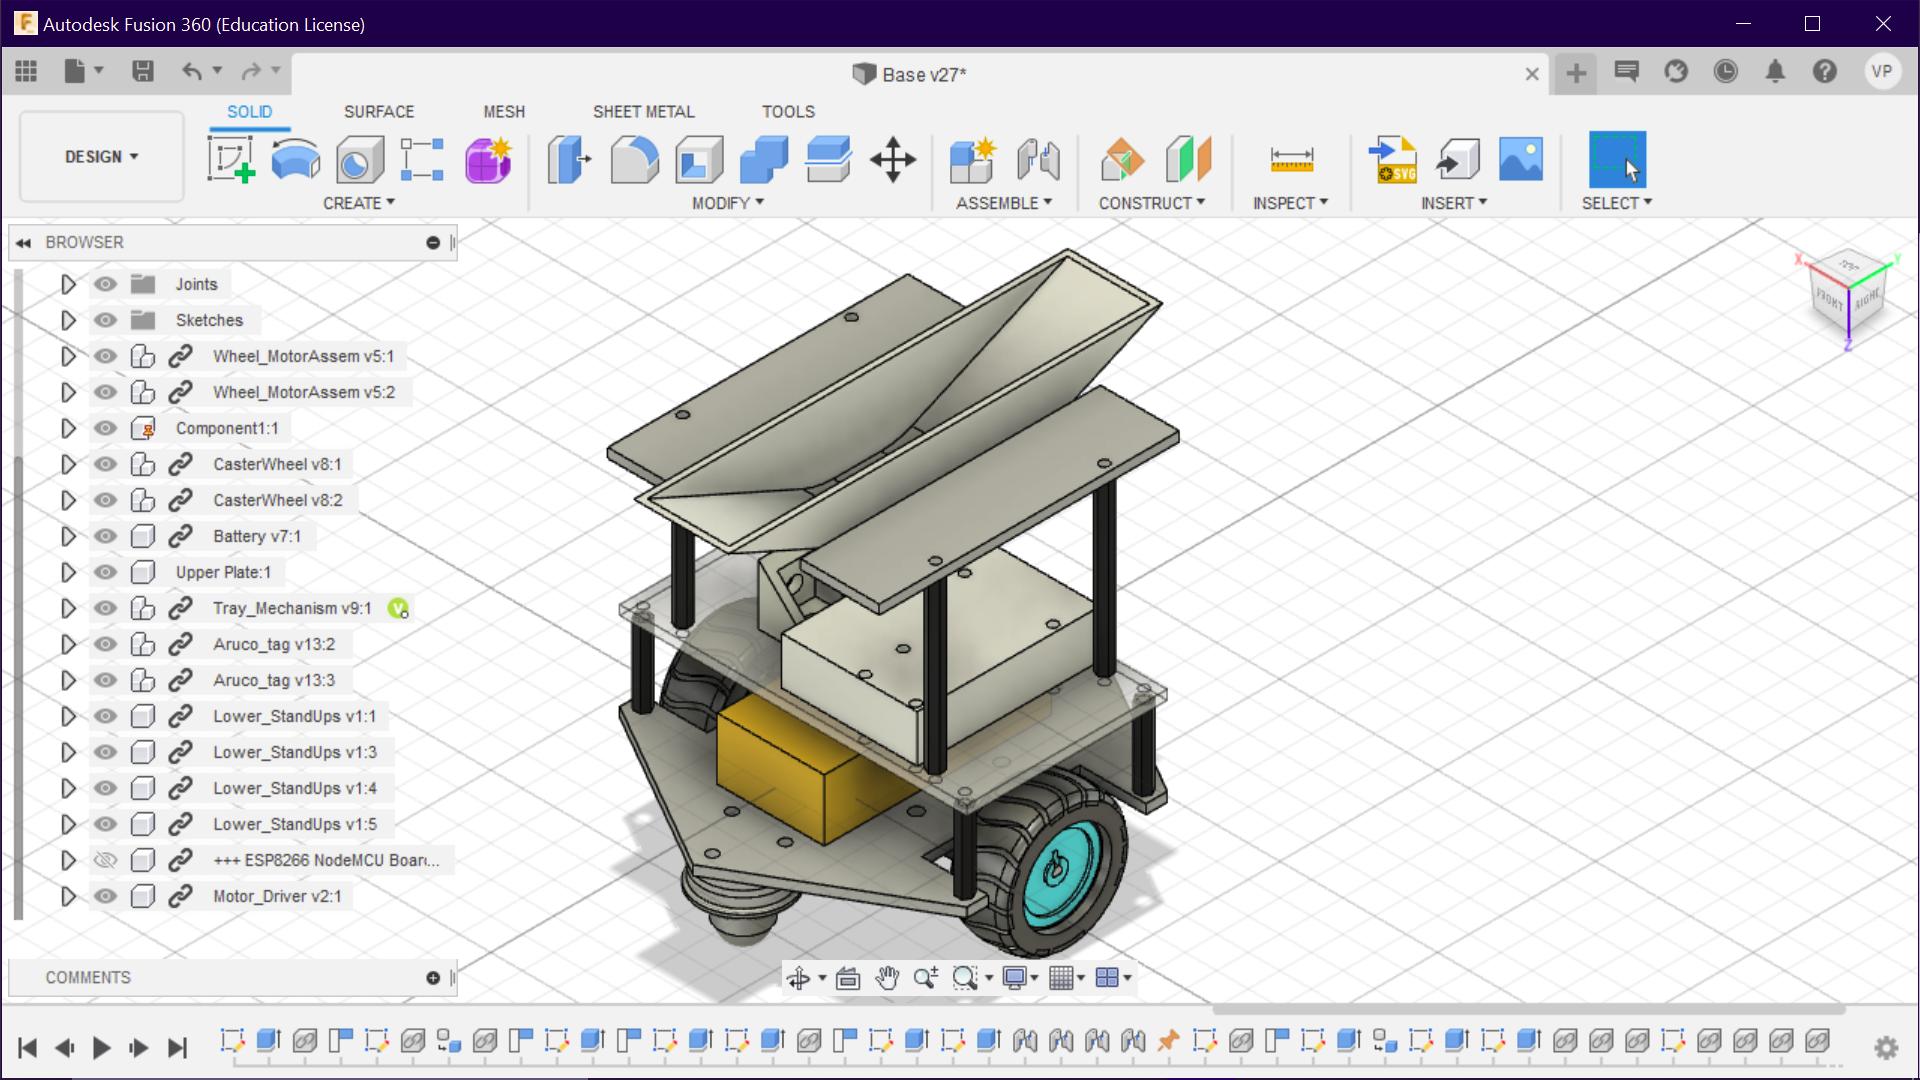 Autodesk Fusion 360 (Education License)
Base v27*
VP
DESIGN
SOLID
SURFACE
MESH
SHEET METAL
TOOLS
CREATE
MODIFY
ASSEMBLE
CONSTRUCT
INSPECT
INSERT
SELECT
SVG
BROWSER
Joints
Sketches
Wheel_MotorAssem v5:1
Wheel_MotorAssem v5:2
Component1:1
CasterWheel v8:1
CasterWheel v8:2
Battery v7:1
Upper Plate:1
Tray_Mechanism v9:1
V
Aruco_tag v13:2
Aruco_tag v13:3
Lower_StandUps v1:1
Lower_StandUps v1:3
Lower_StandUps v1:4
Lower_StandUps v1:5
+++ ESP8266 NodeMCU Boar...
Motor_Driver v2:1
X
Y
TOP
FRONT
RIGHT
Z
COMMENTS